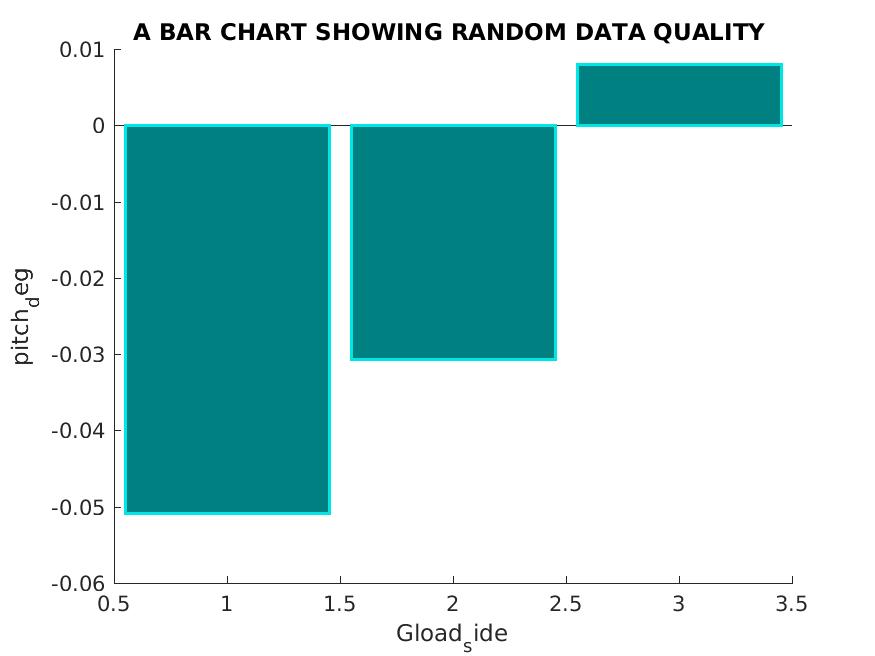 A BAR CHART SHOWING RANDOM DATA QUALITY
0.01
0
-0.01
-0.02
-0.03
-0.04
-0.05
-0.06
pitch_deg
0.5 1 1.5 2 2.5 3 3.5
Gload_side